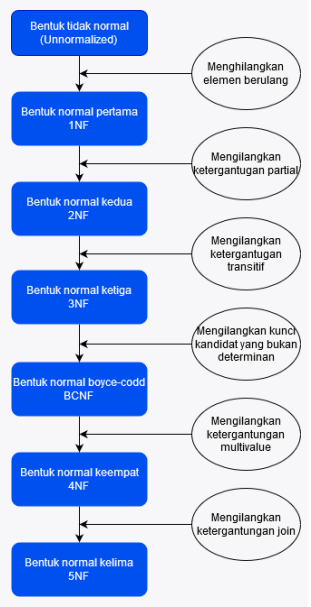 Bentuk tidak normal
(Unnormalized)
Menghilangkan
elemen berulang
Bentuk normal pertama
1NF
Mengilangkan
ketergantugan partial
Bentuk normal kedua
2NF
Mengilangkan
ketergantugan
transitif
Bentuk normal ketiga
3NF
Mengilangkan kunci
kandidat yang bukan
determinan
Bentuk normal boyce-codd
BCNF
Mengilangkan
ketergantungan
multivalue
Bentuk normal keempat
4NF
Mengilangkan
ketergantungan join
Bentuk normal kelima
5NF